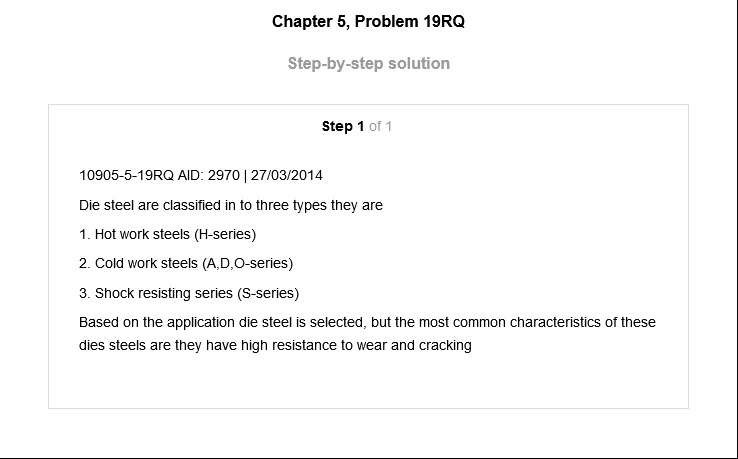 Chapter 5, Problem 19RQ
Step-by-step solution
Step 1 of 1
10905-5-19RQ AID: 2970 | 27/03/2014
Die steel are classified in to three types they are
1. Hot work steels (H-series)
2. Cold work steels (A,D,O-series)
3. Shock resisting series (S-series)
Based on the application die steel is selected, but the most common characteristics of these
dies steels are they have high resistance to wear and cracking